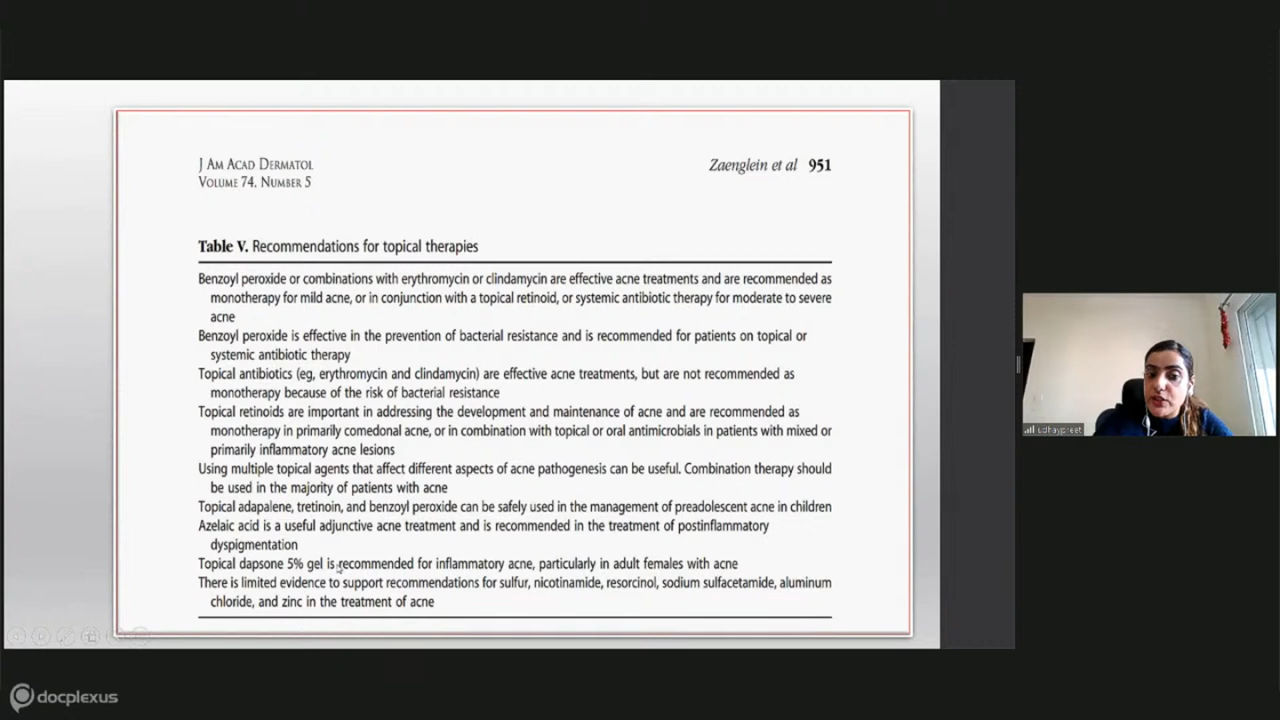 J AM ACAD DERMATOL
VOLUME 74, NUMBER 5
Zaenglein et al 951
Table V. Recommendations for topical therapies
Benzoyl peroxide or combinations with erythromycin or clindamycin are effective acne treatments and are recommended as
monotherapy for mild acne, or in conjunction with a topical retinoid, or systemic antibiotic therapy for moderate to severe
acne
Benzoyl peroxide is effective in the prevention of bacterial resistance and is recommended for patients on topical or
systemic antibiotic therapy
Topical antibiotics (eg, erythromycin and clindamycin) are effective acne treatments, but are not recommended as
monotherapy because of the risk of bacterial resistance
Topical retinoids are important in addressing the development and maintenance of acne and are recommended as
monotherapy in primarily comedonal acne, or in combination with topical or oral antimicrobials in patients with mixed or
primarily inflammatory acne lesions
Using multiple topical agents that affect different aspects of acne pathogenesis can be useful. Combination therapy should
be used in the majority of patients with acne
Topical adapalene, tretinoin, and benzoyl peroxide can be safely used in the management of preadolescent acne in children
Azelaic acid is a useful adjunctive acne treatment and is recommended in the treatment of postinflammatory
dyspigmentation
Topical dapsone 5% gel is recommended for inflammatory acne, particularly in adult females with acne
There is limited evidence to support recommendations for sulfur, nicotinamide, resorcinol, sodium sulfacetamide, aluminum
chloride, and zinc in the treatment of acne
udhaypreet
docplexus